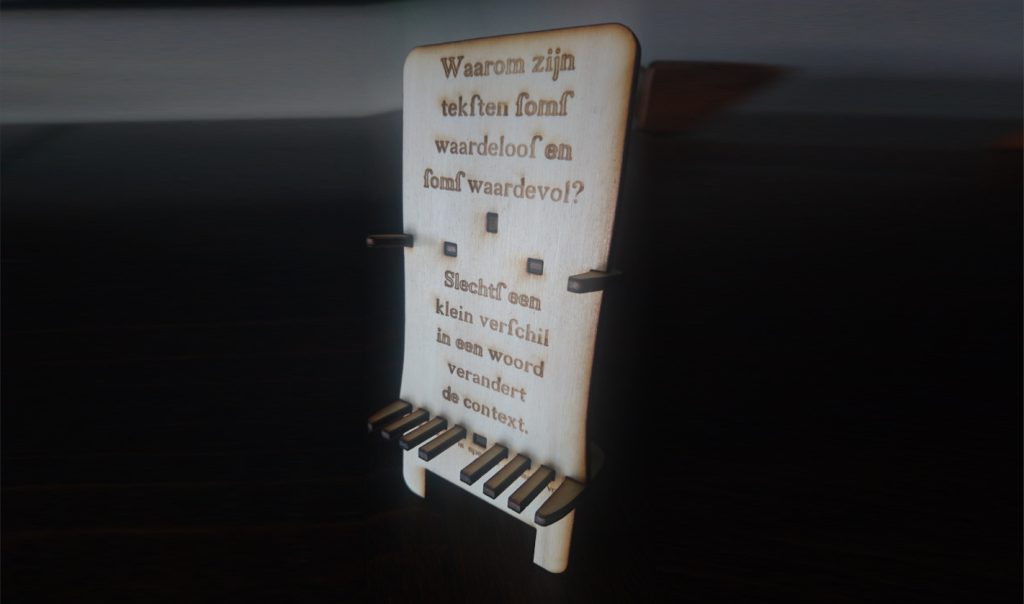 Waarom zijn
tekſten ſomſ
waardelooſ en
ſomſ waardevol?
Slechtſ een
klein verſchil
in een woord
verandert
de context.